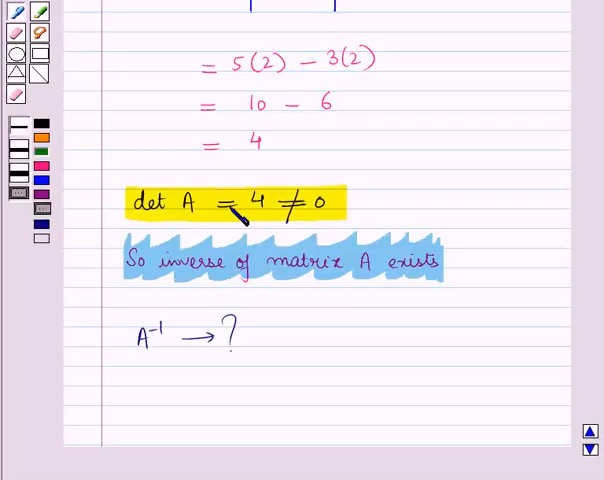 = 5(2) - 3(2)
= 10 - 6
= 4
det A = 4 ≠ 0
So inverse of matrix A exists
A⁻¹ → ?